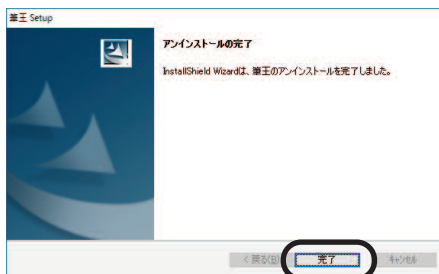 筆王 Setup
アンインストールの完了
InstallShield Wizardは、筆王のアンインストールを完了しました。
< 戻る(B)
完了
キャンセル